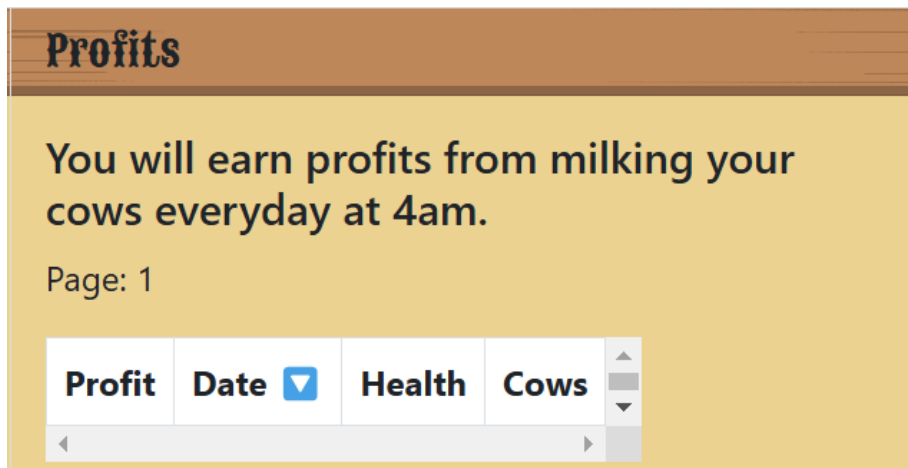 Profits
You will earn profits from milking your
cows everyday at 4am.
Page: 1
Profit Date 🔽 Health Cows